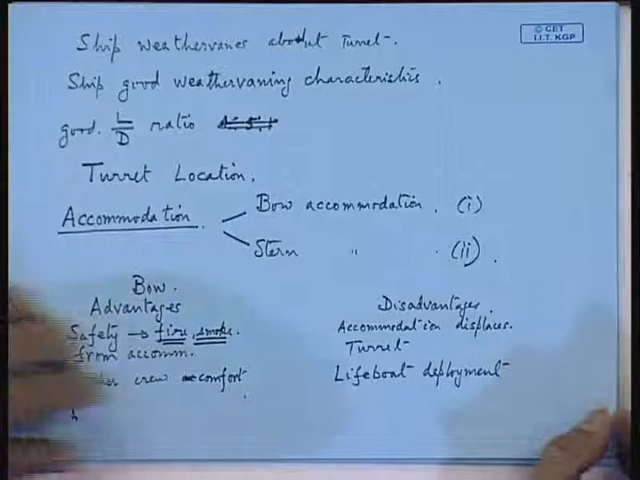 © CET
I.I.T. KGP
Ship weathervanes about Turret.
Ship good weathervaning characteristics.
good. L/D ratio
Turret Location.
Accommodation. Bow accommodation. (i)
Stern " . (ii).
Bow.
Advantages
Safety → fire, smoke.
from accomm.
crew comfort
Disadvantages.
Accommodation displaces.
Turret
Lifeboat deployment